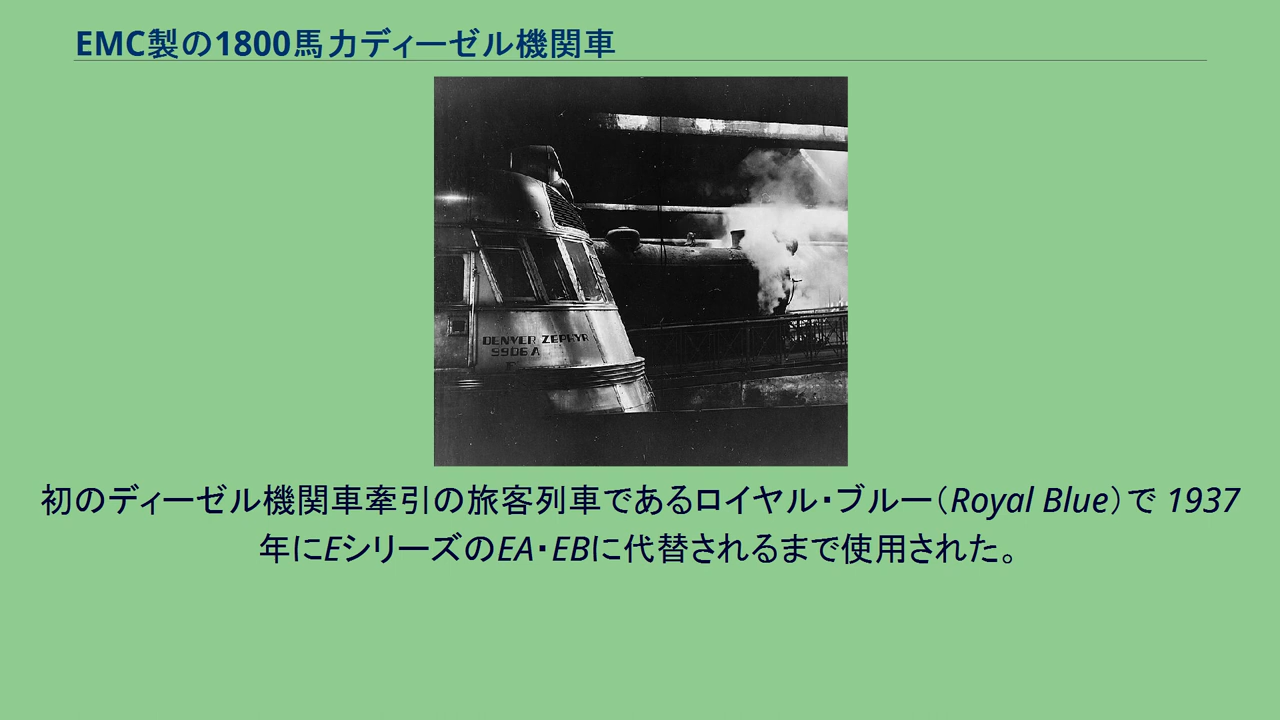 EMC製の1800馬力ディーゼル機関車
DENVER ZEPHYR
9906 A
初のディーゼル機関車牽引の旅客列車であるロイヤル・ブルー（Royal Blue）で 1937
年にEシリーズのEA・EBに代替されるまで使用された。